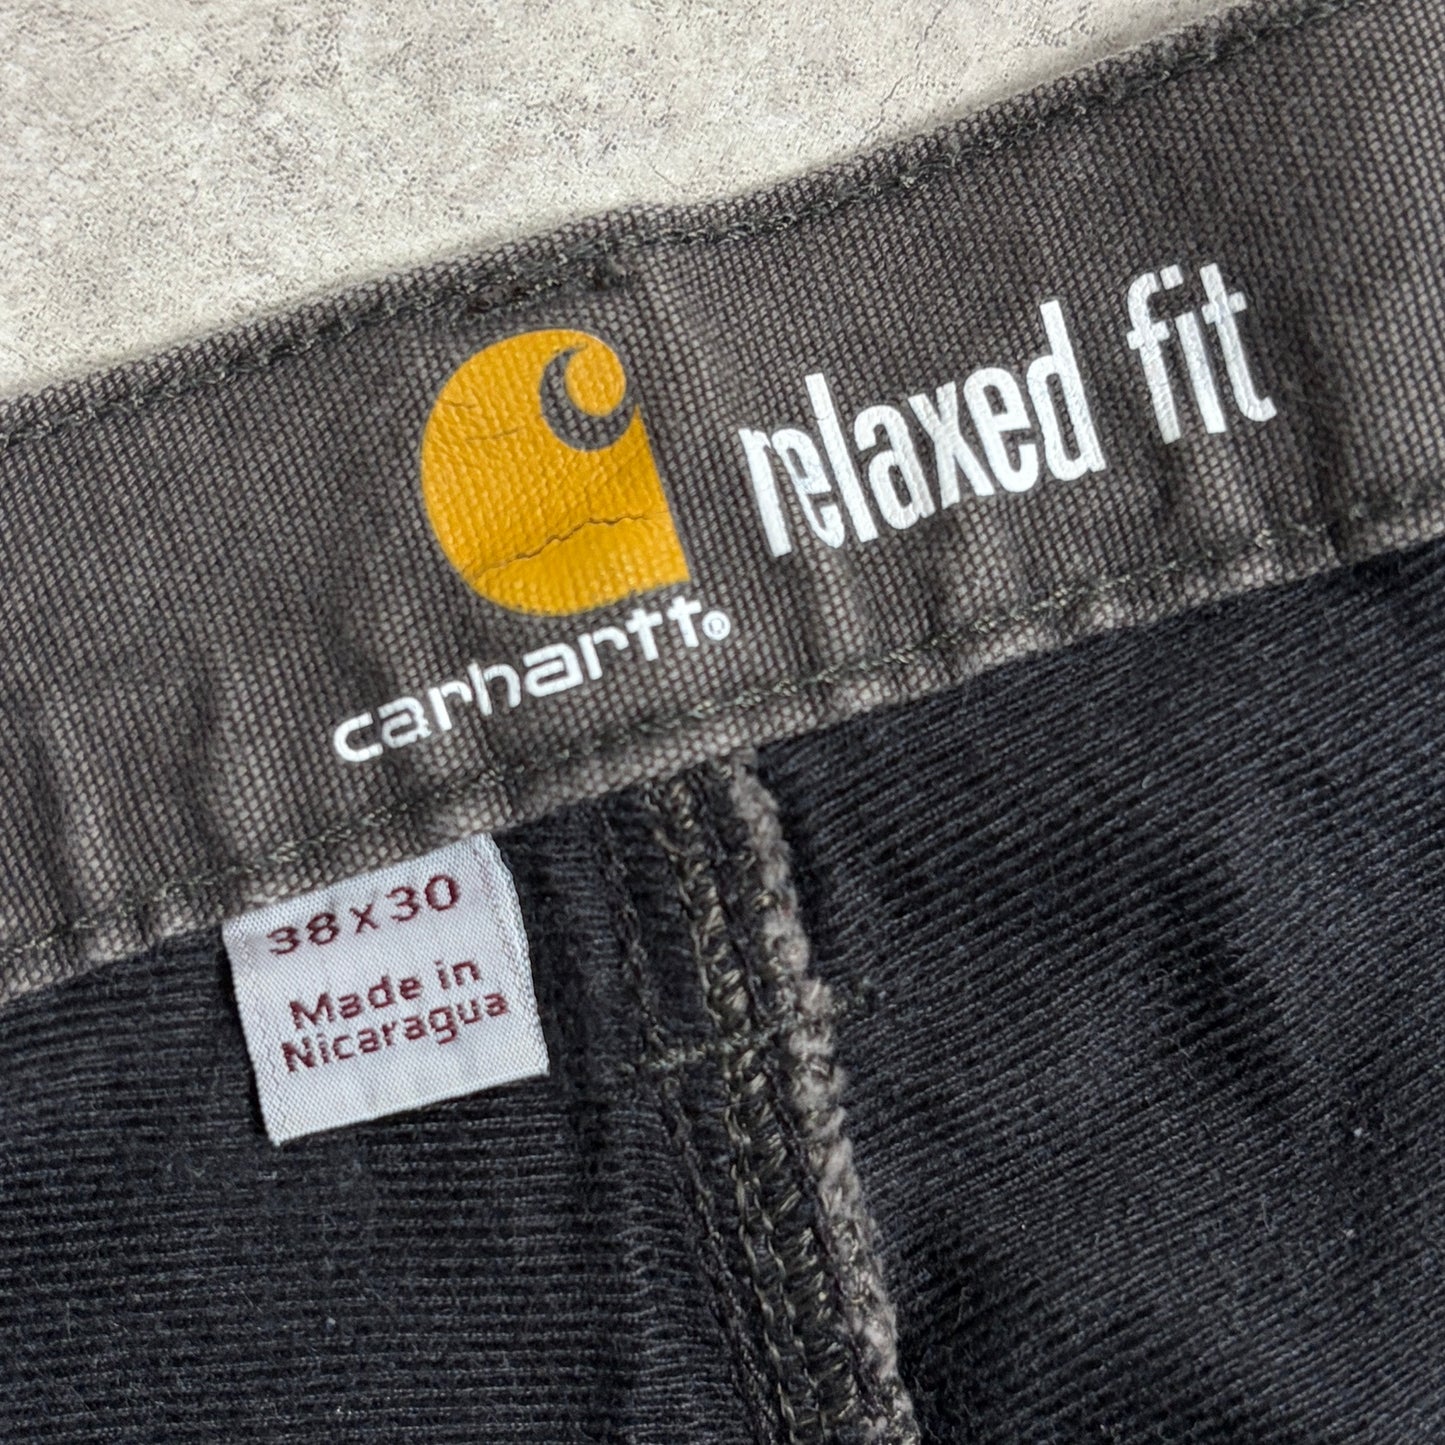 relaxed fit
carhartt®
38 x 30
Made in
Nicaragua